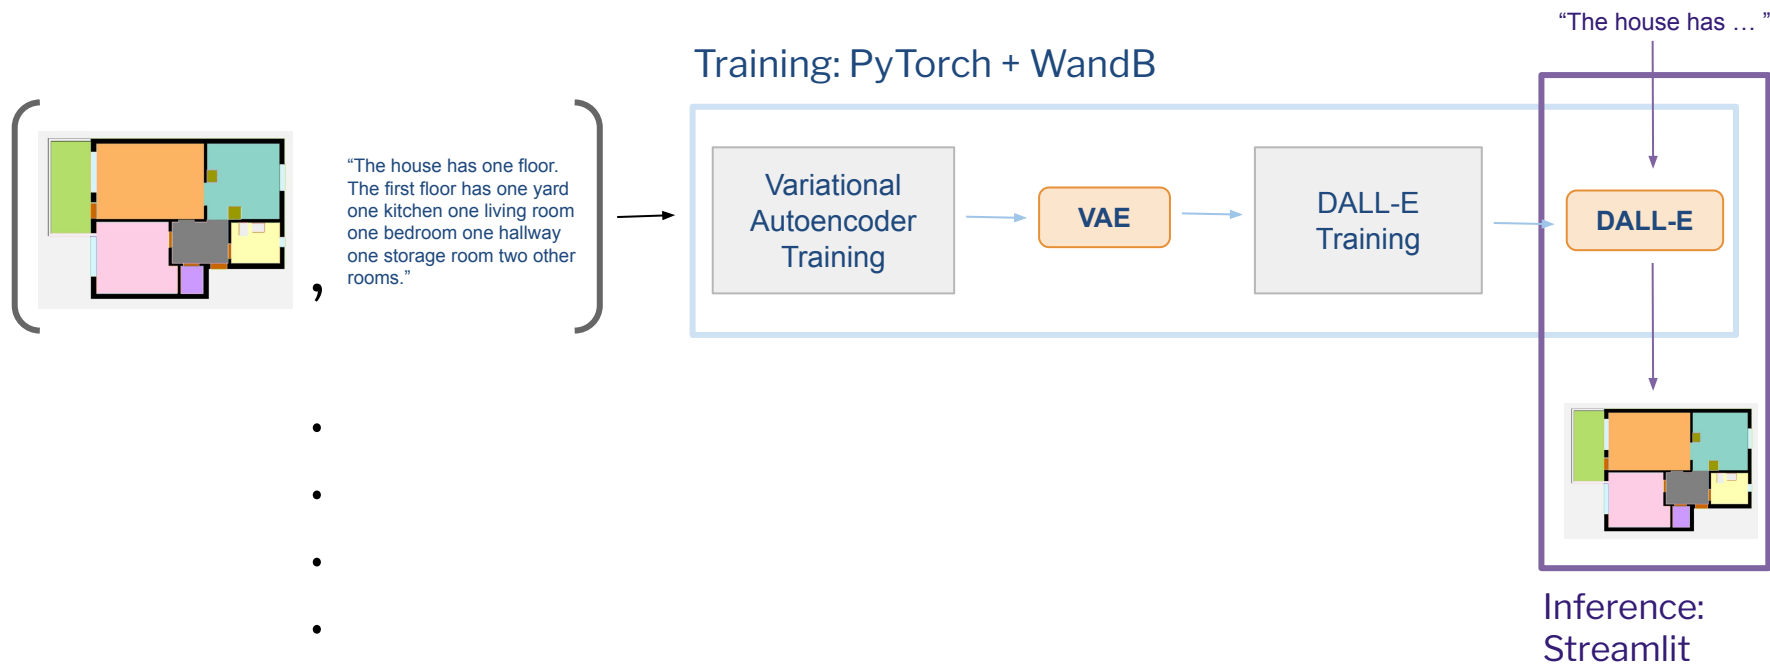 “The house has … ”
Training: PyTorch + WandB
“The house has one floor.
The first floor has one yard
one kitchen one living room
one bedroom one hallway
one storage room two other
rooms.”
,
Variational
Autoencoder
Training
VAE
DALL-E
Training
DALL-E
Inference:
Streamlit